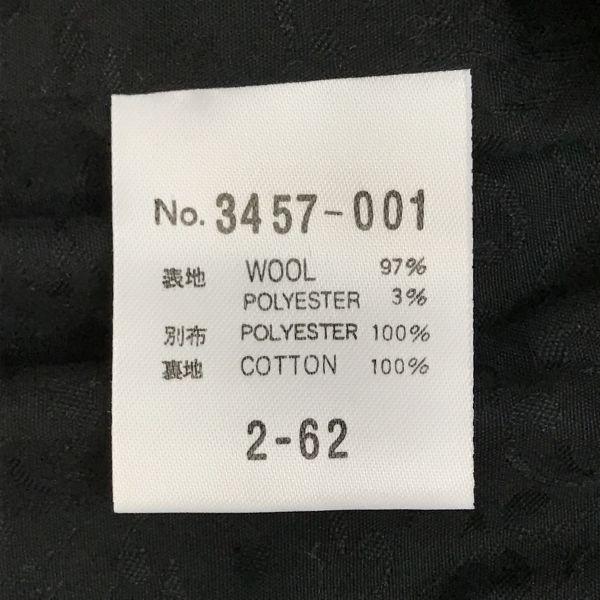 No. 3457-001
表地 WOOL 97%
POLYESTER 3%
別布 POLYESTER 100%
裏地 COTTON 100%
2-62